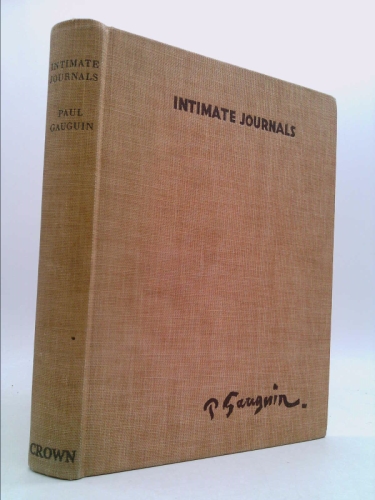 INTIMATE
JOURNALS
PAUL
GAUGUIN
CROWN
INTIMATE JOURNALS
P Gauguin.